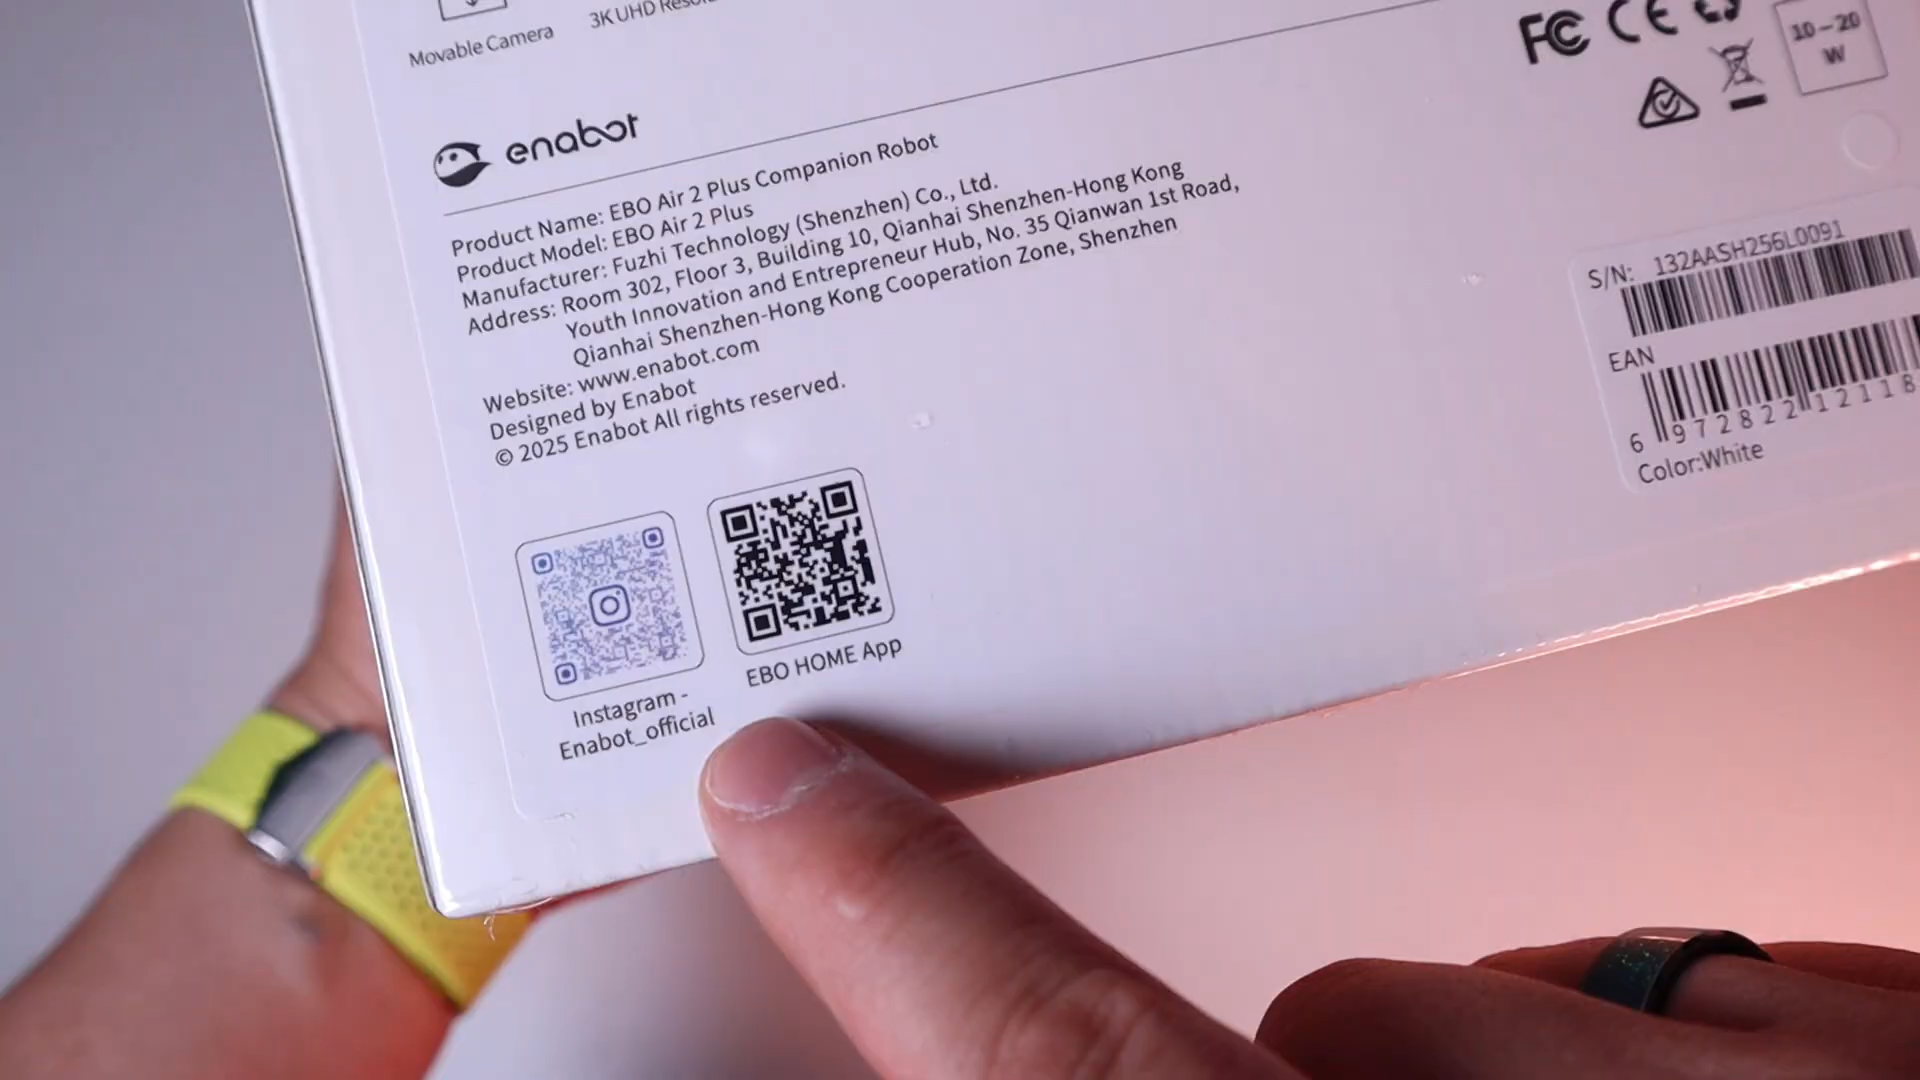 Movable Camera
3K UHD
enabot
Product Name: EBO Air 2 Plus Companion Robot
Product Model: EBO Air 2 Plus
Manufacturer: Fuzhi Technology (Shenzhen) Co., Ltd.
Address: Room 302, Floor 3, Building 10, Qianhai Shenzhen-Hong Kong
Youth Innovation and Entrepreneur Hub, No. 35 Qianwan 1st Road,
Qianhai Shenzhen-Hong Kong Cooperation Zone, Shenzhen
Website: www.enabot.com
Designed by Enabot
© 2025 Enabot All rights reserved.
Instagram -
Enabot_official
EBO HOME App
FC CE
10-20
W
S/N: 132AASH256L0091
EAN
6 972822 12118
Color:White